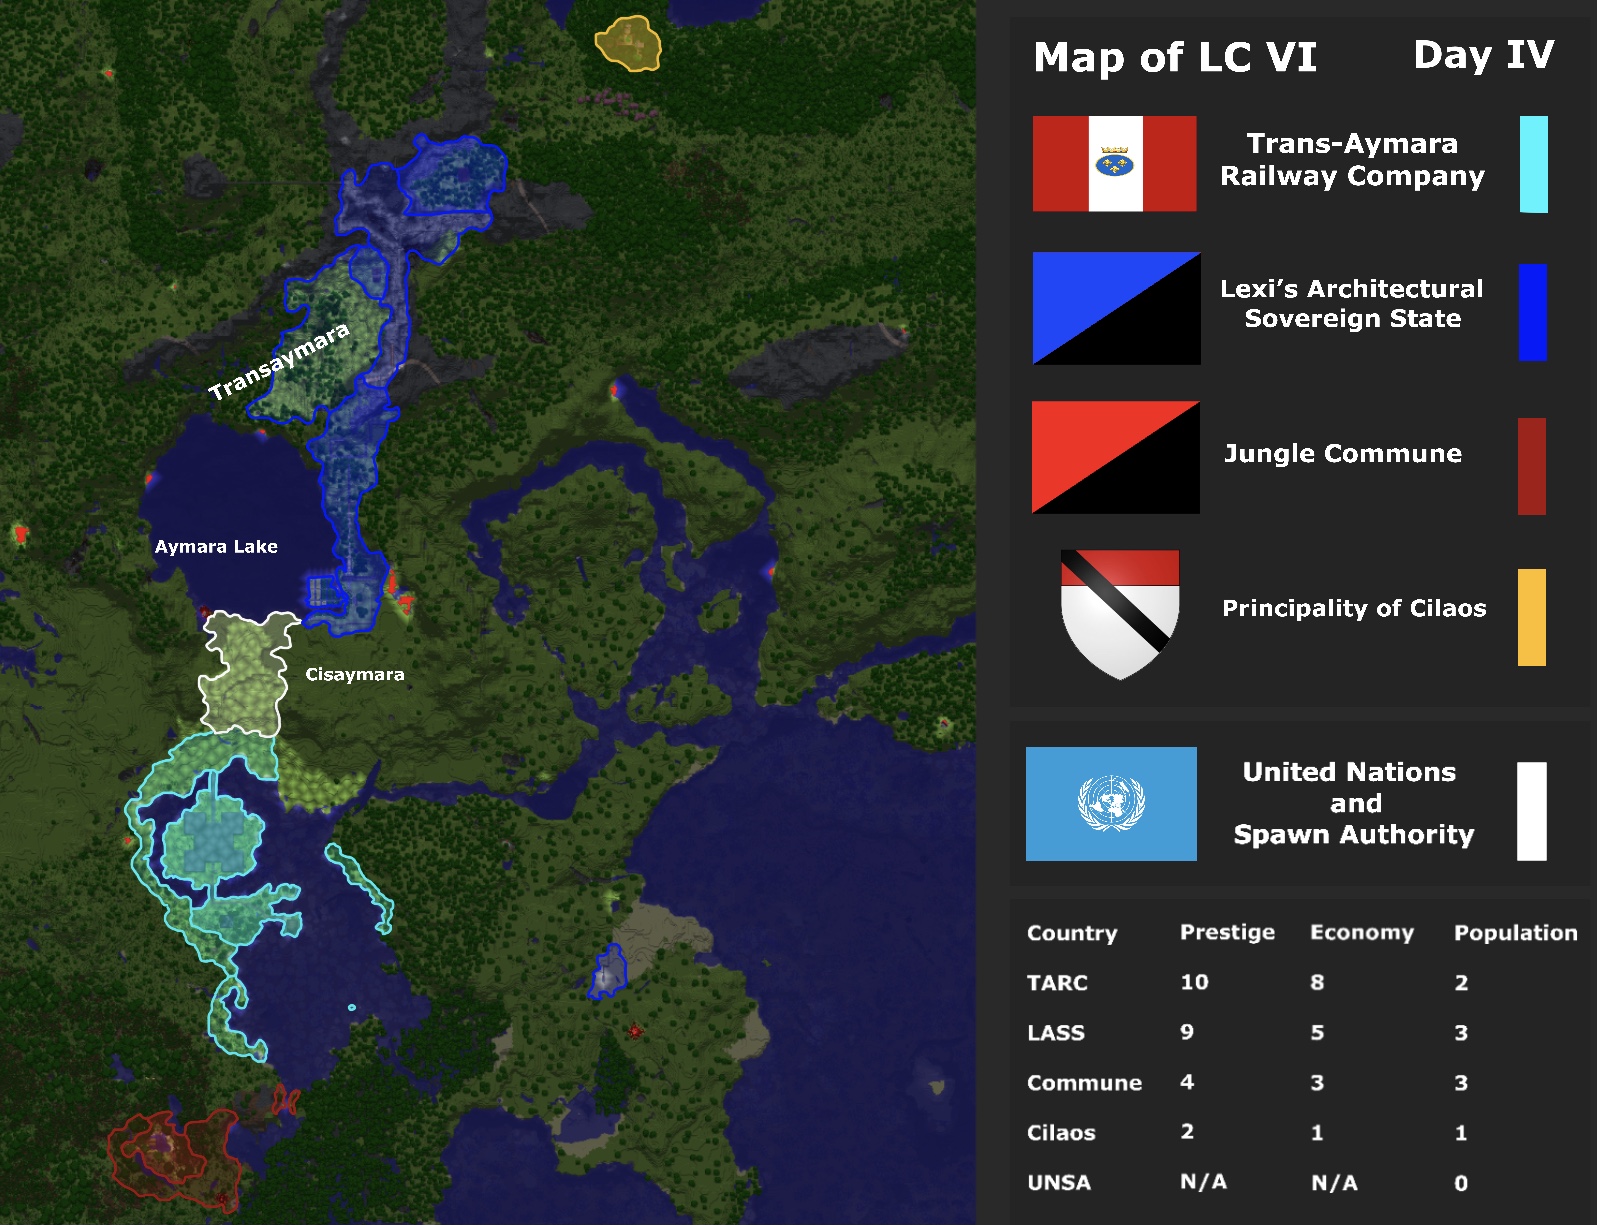 Map of LC VI Day IV
Trans-Aymara
Railway Company
Lexi's Architectural
Sovereign State
Jungle Commune
Principality of Cilaos
United Nations
and
Spawn Authority
Country Prestige Economy Population
TARC 10 8 2
LASS 9 5 3
Commune 4 3 3
Cilaos 2 1 1
UNSA N/A N/A 0
Transaymara
Aymara Lake
Cisaymara